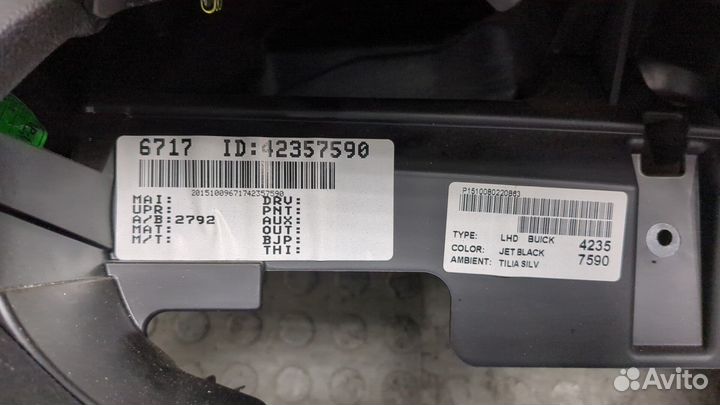 6717 ID:42357590
20151009671742357590
MAI: DRV:
UPR: PNT:
A/B:2792 AUX:
MAT: OUT:
M/T: BJP:
THI:
P1510080220863
TYPE: LHD BUICK 4235
COLOR: JET BLACK 7590
AMBIENT: TILIA SILV
Avito